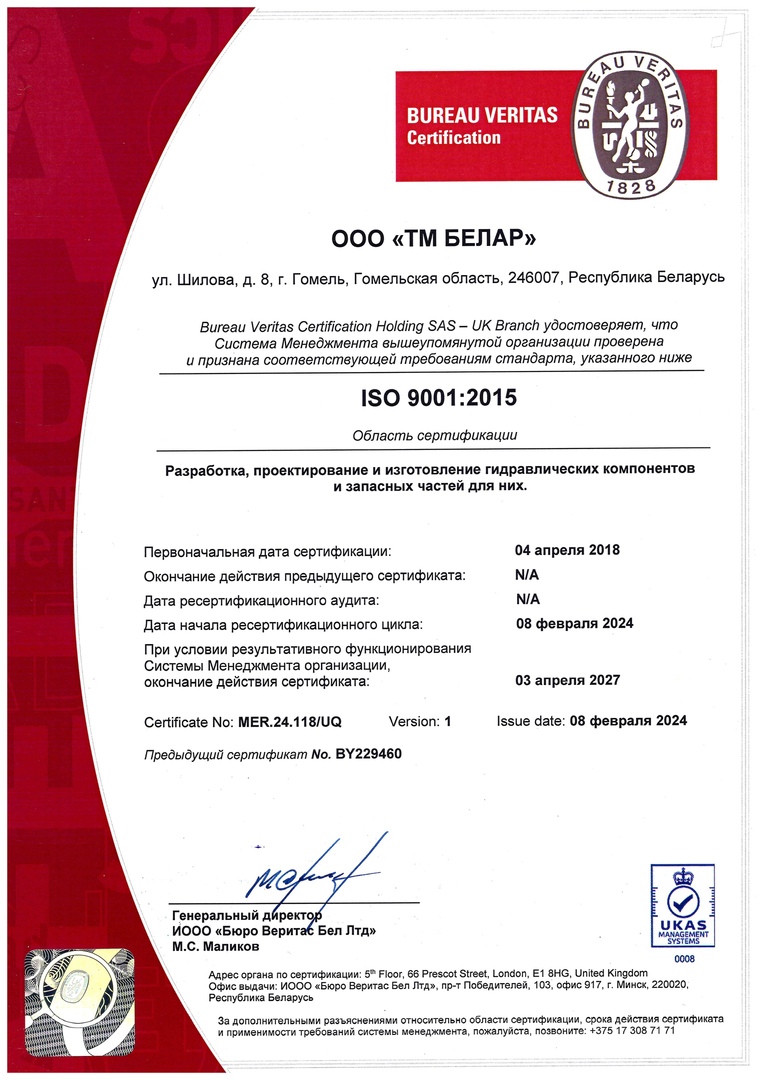 BUREAU VERITAS
Certification
BUREAU VERITAS
1828
ООО «ТМ БЕЛАР»
ул. Шилова, д. 8, г. Гомель, Гомельская область, 246007, Республика Беларусь
Bureau Veritas Certification Holding SAS – UK Branch удостоверяет, что
Система Менеджмента вышеупомянутой организации проверена
и признана соответствующей требованиям стандарта, указанного ниже
ISO 9001:2015
Область сертификации
Разработка, проектирование и изготовление гидравлических компонентов
и запасных частей для них.
Первоначальная дата сертификации: 04 апреля 2018
Окончание действия предыдущего сертификата: N/A
Дата ресертификационного аудита: N/A
Дата начала ресертификационного цикла: 08 февраля 2024
При условии результативного функционирования
Системы Менеджмента организации,
окончание действия сертификата: 03 апреля 2027
Certificate No: MER.24.118/UQ Version: 1 Issue date: 08 февраля 2024
Предыдущий сертификат No. BY229460
Генеральный директор
ИООО «Бюро Веритас Бел Лтд»
М.С. Маликов
UKAS
MANAGEMENT
SYSTEMS
0008
Адрес органа по сертификации: 5th Floor, 66 Prescot Street, London, E1 8HG, United Kingdom
Офис выдачи: ИООО «Бюро Веритас Бел Лтд», пр-т Победителей, 103, офис 917, г. Минск, 220020,
Республика Беларусь
За дополнительными разъяснениями относительно области сертификации, срока действия сертификата
и применимости требований системы менеджмента, пожалуйста, позвоните: +375 17 308 71 71